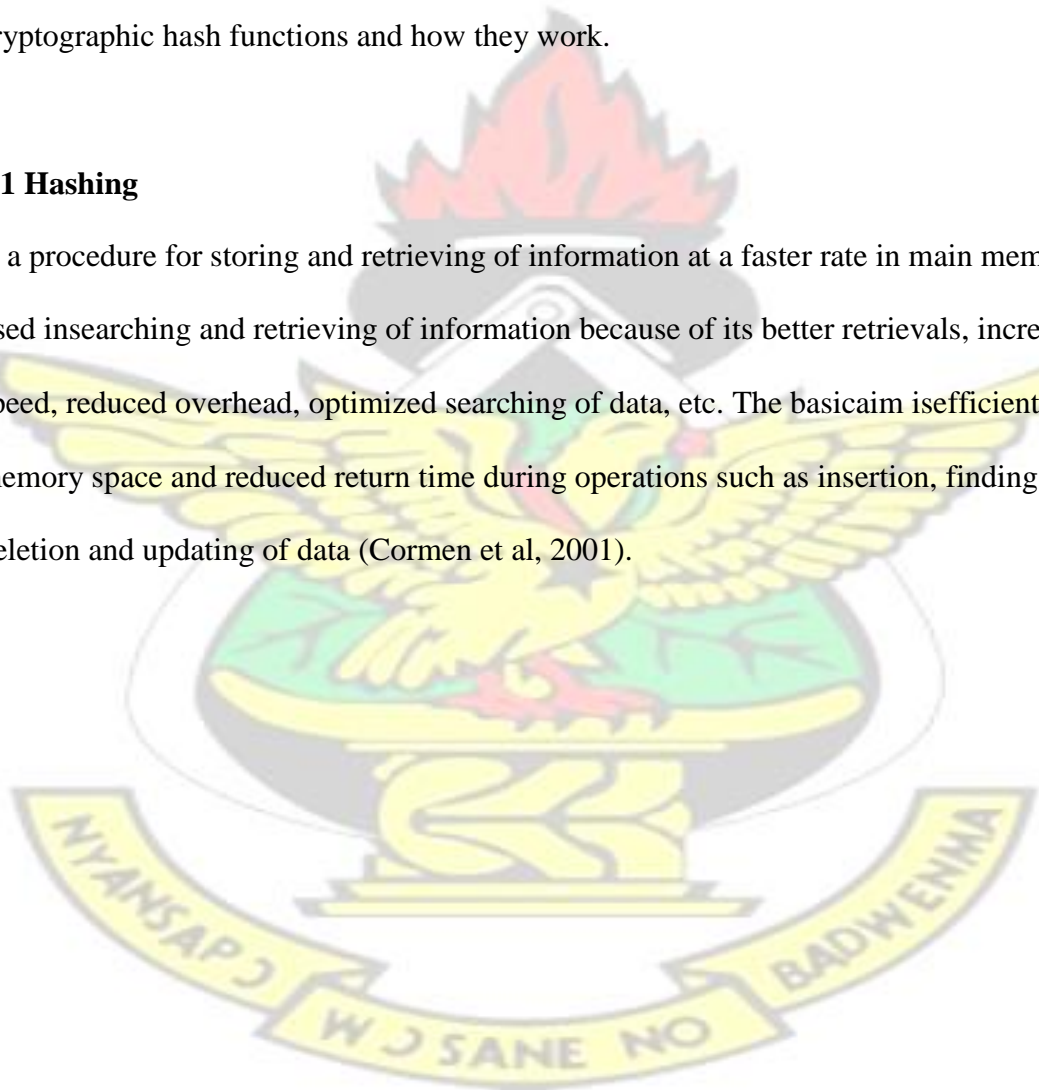 ryptographic hash functions and how they work.
1 Hashing
a procedure for storing and retrieving of information at a faster rate in main mem
sed insearching and retrieving of information because of its better retrievals, incre
peed, reduced overhead, optimized searching of data, etc. The basicaim isefficient
emory space and reduced return time during operations such as insertion, finding
eletion and updating of data (Cormen et al, 2001).
NYANSAPƆ
WƆ SANE NO
BADWENMA